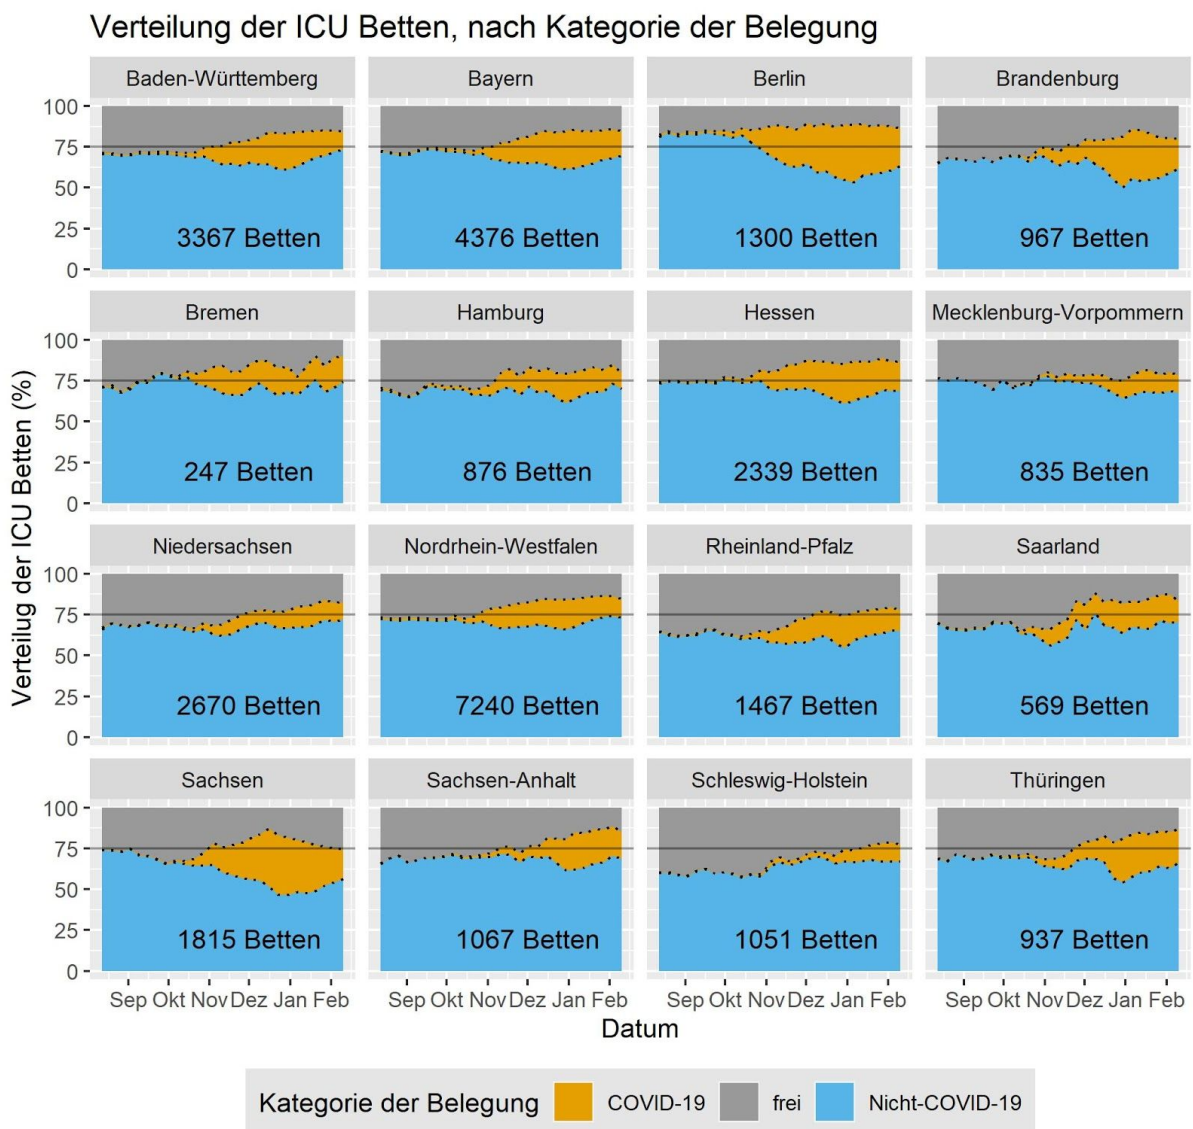 Verteilung der ICU Betten, nach Kategorie der Belegung
Verteilug der ICU Betten (%)
Baden-Württemberg Bayern Berlin Brandenburg
100
75
50
25
0
3367 Betten 4376 Betten 1300 Betten 967 Betten
Bremen Hamburg Hessen Mecklenburg-Vorpommern
100
75
50
25
0
247 Betten 876 Betten 2339 Betten 835 Betten
Niedersachsen Nordrhein-Westfalen Rheinland-Pfalz Saarland
100
75
50
25
0
2670 Betten 7240 Betten 1467 Betten 569 Betten
Sachsen Sachsen-Anhalt Schleswig-Holstein Thüringen
100
75
50
25
0
1815 Betten 1067 Betten 1051 Betten 937 Betten
Sep Okt Nov Dez Jan Feb Sep Okt Nov Dez Jan Feb Sep Okt Nov Dez Jan Feb Sep Okt Nov Dez Jan Feb
Datum
Kategorie der Belegung COVID-19 frei Nicht-COVID-19